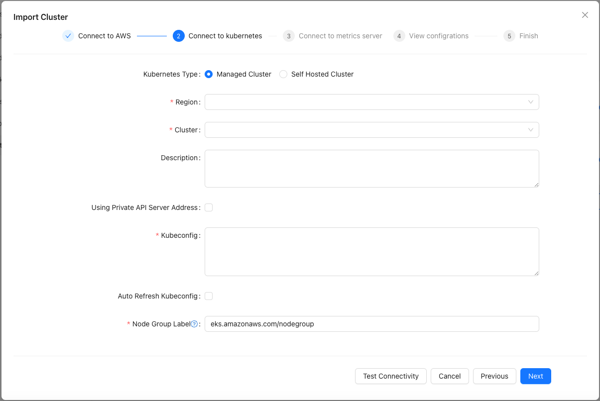 Import Cluster
Connect to AWS 2 Connect to kubernetes 3 Connect to metrics server 4 View configrations 5 Finish
Kubernetes Type: Managed Cluster Self Hosted Cluster
* Region:
* Cluster:
Description:
Using Private API Server Address:
* Kubeconfig:
Auto Refresh Kubeconfig:
* Node Group Label?: eks.amazonaws.com/nodegroup
Test Connectivity Cancel Previous Next